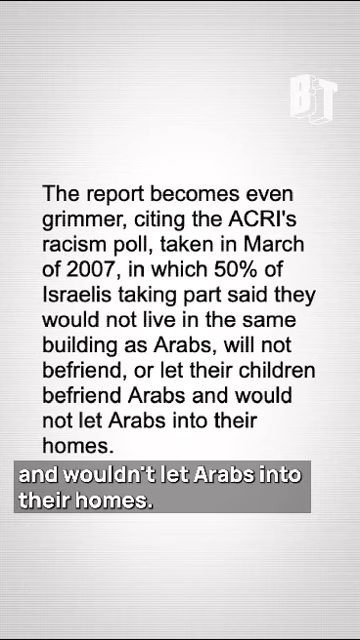 BT
The report becomes even
grimmer, citing the ACRI's
racism poll, taken in March
of 2007, in which 50% of
Israelis taking part said they
would not live in the same
building as Arabs, will not
befriend, or let their children
befriend Arabs and would
not let Arabs into their
homes.
and wouldn't let Arabs into
their homes.